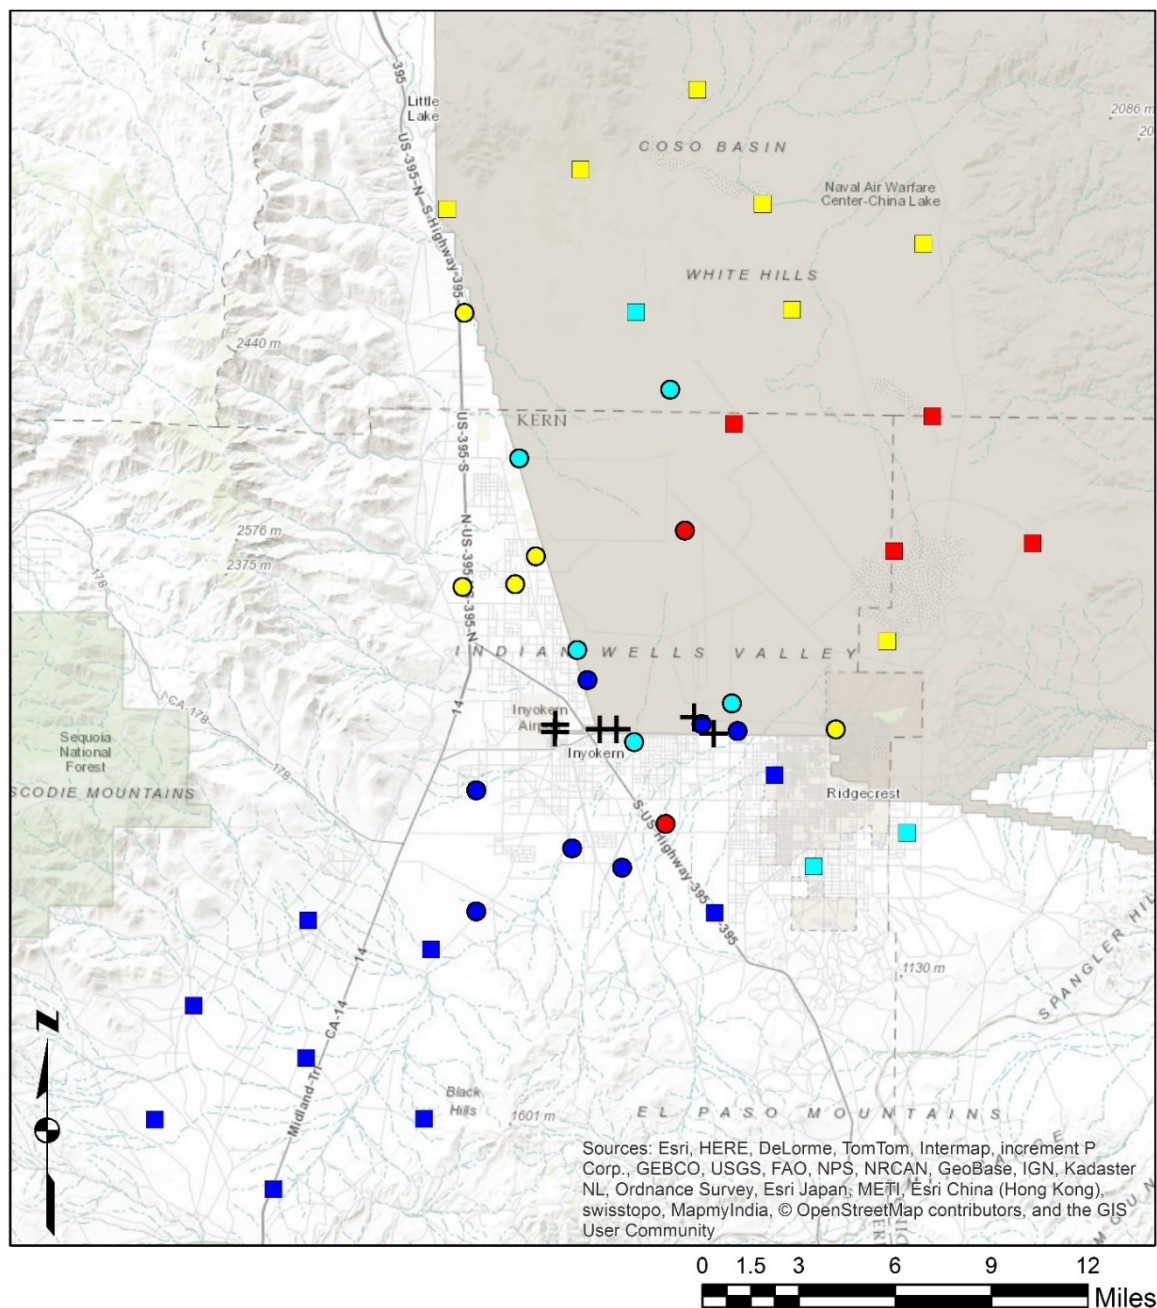 395
Little
Lake
2086 m
20
COSO BASIN
Naval Air Warfare
Center-China Lake
US-395-N
S-Highway-395
WHITE HILLS
2440 m
KERN
US-395-S
N-US-395
S-395-N
2576 m
2375 m
178
INDIAN WELLS VALLEY
CA-178
14
Inyokern
Inyokern
Sequoia
National
Forest
178
SCODIE MOUNTAINS
Ridgecrest
S-US-Highway-395
395
14
1130 m
SPANGLER HIL
Z
CA-14
Midland-Tr
Black
Hills
1601 m
EL PASO MOUNTAINS
Sources: Esri, HERE, DeLorme, TomTom, Intermap, increment P
Corp., GEBCO, USGS, FAO, NPS, NRCAN, GeoBase, IGN, Kadaster
NL, Ordnance Survey, Esri Japan, METI, Esri China (Hong Kong),
swisstopo, MapmyIndia, © OpenStreetMap contributors, and the GIS
User Community
0 1.5 3 6 9 12
Miles